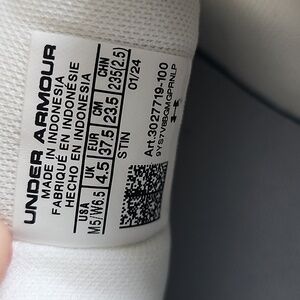 UNDER ARMOUR
MADE IN INDONESIA
FABRIQUÉ EN INDONÉSIE
HECHO EN INDONESIA
USA UK EUR CM CHN
M5/W6.5 4.5 37.5 23.5 235(2.5)
STIN 01/24
Art.3027719-100